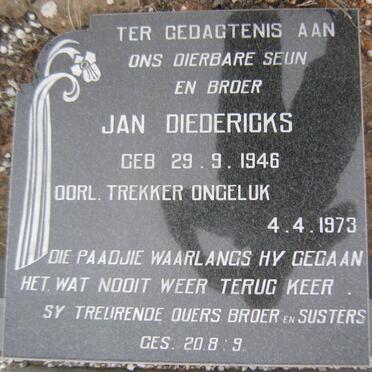 TER GEDAGTENIS AAN
ONS DIERBARE SEUN
EN BROER
JAN DIEDERICKS
GEB 29.9.1946
OORL. TREKKER ONGELUK
4.4.1973
DIE PAADJIE WAARLANGS HY GEGAAN
HET, WAT NOOIT WEER TERUG KEER.
SY TREURENDE OUERS BROER EN SUSTERS
GES. 20:8:9.